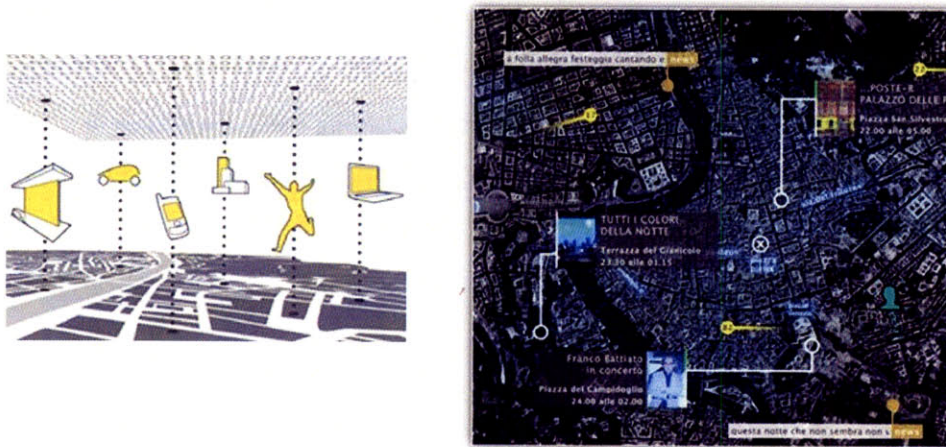 a folla allegra festeggia cantando e news
...POSTE-R
PALAZZO DELLE
Piazza San Silvestro
22.00 alle 05.00
TUTTI I COLORI
DELLA NOTTE
Terrazza del Gianicolo
23.30 alle 01.15
Franco Battiato
in concerto
Piazza del Campidoglio
24.00 alle 02.00
questa notte che non sembra non u news